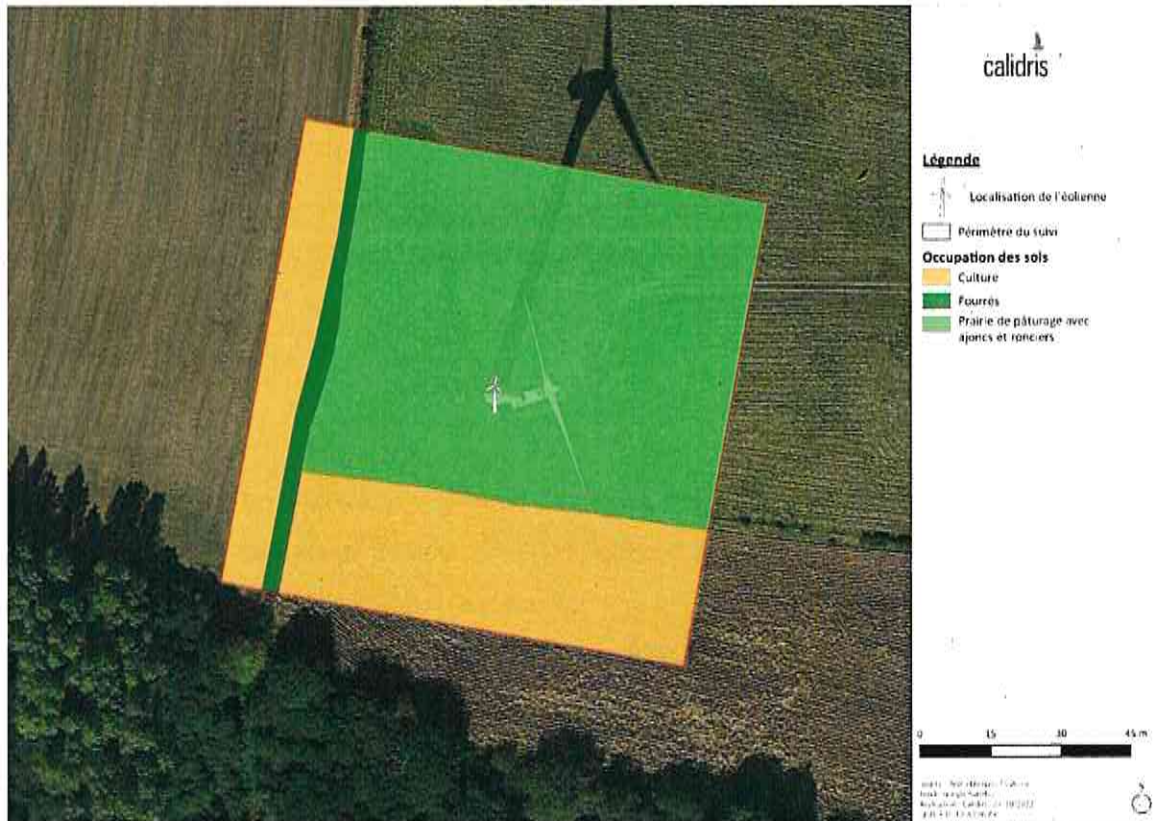 calidris
Légende
Localisation de l'éolienne
Périmètre du suivi
Occupation des sols
Culture
Fourrés
Prairie de pâturage avec
ajoncs et ronciers
0 15 30 45 m